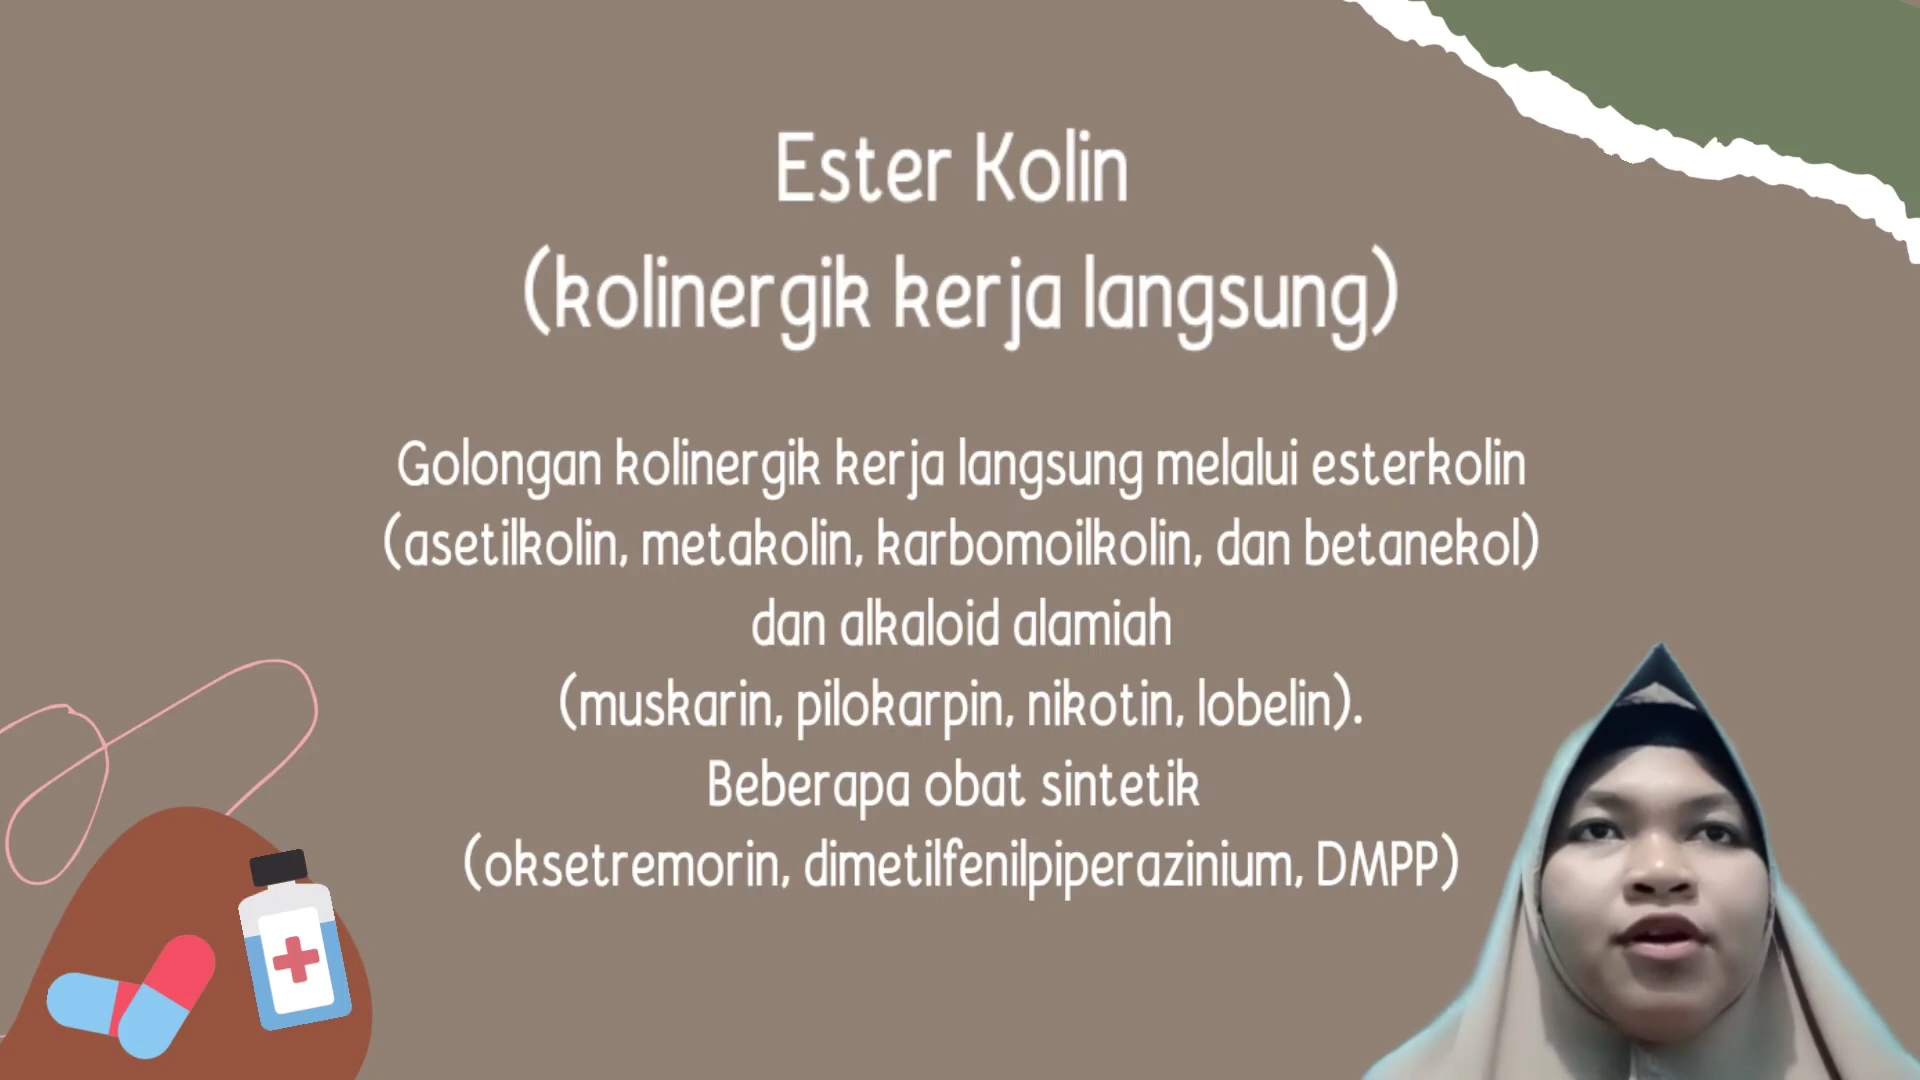 Ester Kolin
(kolinergik kerja langsung)
Golongan kolinergik kerja langsung melalui esterkolin
(asetilkolin, metakolin, karbomoilkolin, dan betanekol)
dan alkaloid alamiah
(muskarin, pilokarpin, nikotin, lobelin).
Beberapa obat sintetik
(oksetremorin, dimetilfenilpiperazinium, DMPP)